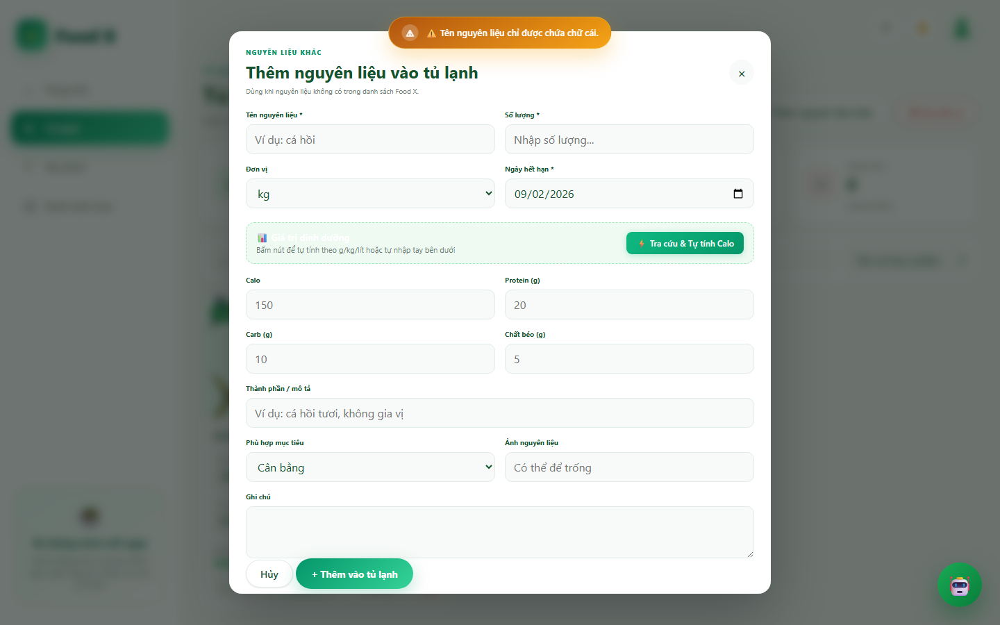 ⚠️ Tên nguyên liệu chỉ được chứa chữ cái.
NGUYÊN LIỆU KHÁC
Thêm nguyên liệu vào tủ lạnh
×
Dùng khi nguyên liệu không có trong danh sách Food X.
Tên nguyên liệu *
Số lượng *
Ví dụ: cá hồi
Nhập số lượng...
Đơn vị
Ngày hết hạn *
kg
09/02/2026
Giá trị dinh dưỡng
Bấm nút để tự tính theo g/kg/lít hoặc tự nhập tay bên dưới
Tra cứu & Tự tính Calo
Calo
Protein (g)
150
20
Carb (g)
Chất béo (g)
10
5
Thành phần / mô tả
Ví dụ: cá hồi tươi, không gia vị
Phù hợp mục tiêu
Ảnh nguyên liệu
Cân bằng
Có thể để trống
Ghi chú
Hủy
+ Thêm vào tủ lạnh
Food X